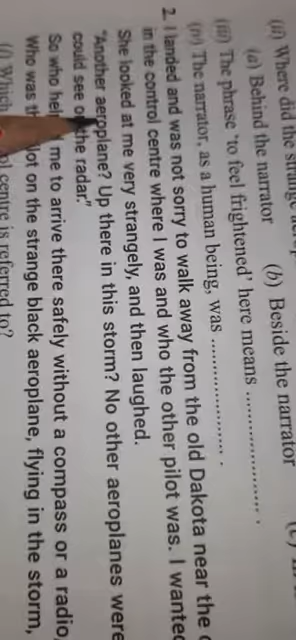 (ii) Where did the strange
(a) Behind the narrator (b) Beside the narrator (c)
(iii) The phrase 'to feel frightened' here means ................... .
(iv) The narrator, as a human being, was ................... .
2. I landed and was not sorry to walk away from the old Dakota near the
in the control centre where I was and who the other pilot was. I wanted
She looked at me very strangely, and then laughed.
"Another aeroplane? Up there in this storm? No other aeroplanes were
could see the radar."
So who me to arrive there safely without a compass or a radio,
Who was on the strange black aeroplane, flying in the storm,
(i) Which centre is referred to?